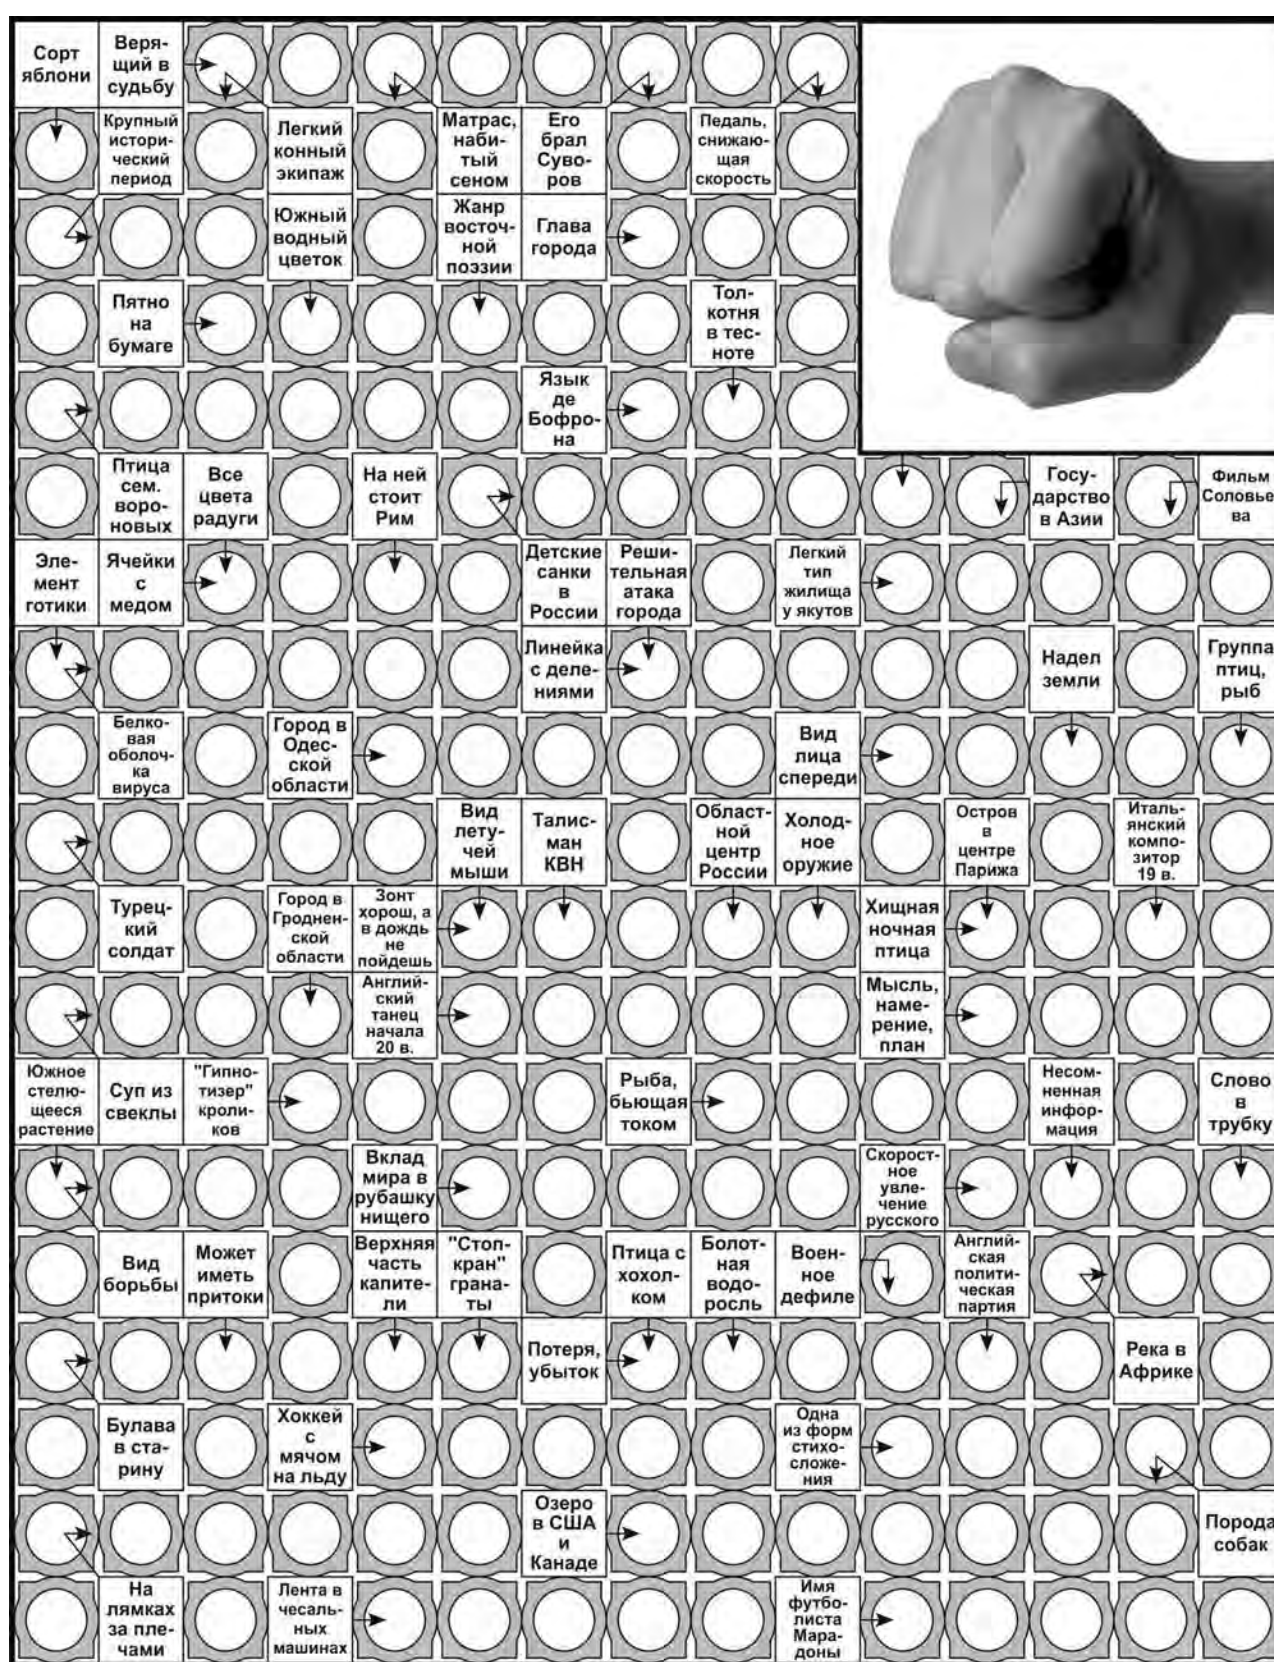 Сорт
яблони
Веря-
щий в
судьбу
Крупный
истори-
ческий
период
Легкий
конный
экипаж
Матрас,
наби-
тый
сеном
Его
брал
Суво-
ров
Педаль,
снижаю-
щая
скорость
Южный
водный
цветок
Жанр
восточ-
ной
поэзии
Глава
города
Пятно
на
бумаге
Тол-
котня
в тес-
ноте
Язык
де
Бофро-
на
Птица
сем.
вороно-
вых
Все
цвета
радуги
На ней
стоит
Рим
Госу-
дарство
в Азии
Фильм
Соловье-
ва
Эле-
мент
готики
Ячейки
с
медом
Детские
санки
в
России
Реши-
тельная
атака
города
Легкий
тип
жилища
у якутов
Линейка
с деле-
ниями
Надел
земли
Группа
птиц,
рыб
Белко-
вая
оболоч-
ка
вируса
Город в
Одес-
ской
области
Вид
лица
спереди
Вид
лету-
чей
мыши
Талис-
ман
КВН
Област-
ной
центр
России
Холод-
ное
оружие
Остров
в
центре
Парижа
Италь-
янский
компо-
зитор
19 в.
Турец-
кий
солдат
Город в
Гроднен-
ской
области
Зонт
хорош, а
в дождь
не
пойдешь
Хищная
ночная
птица
Англий-
ский
танец
начала
20 в.
Мысль,
наме-
рение,
план
Южное
стелю-
щееся
растение
Суп из
свеклы
"Гипно-
тизер"
кроли-
ков
Рыба,
бьющая
током
Несом-
ненная
инфор-
мация
Слово
в
трубку
Вклад
мира в
рубашку
нищего
Скорост-
ное
увле-
чение
русского
Вид
борьбы
Может
иметь
притоки
Верхняя
часть
капите-
ли
"Стоп-
кран"
грана-
ты
Птица с
хохол-
ком
Болот-
ная
водо-
росль
Воен-
ное
дефиле
Англий-
ская
полити-
ческая
партия
Потеря,
убыток
Река в
Африке
Булава
в ста-
рину
Хоккей
с
мячом
на льду
Одна
из форм
стихо-
сложе-
ния
Озеро
в США
и
Канаде
Порода
собак
На
лямках
за пле-
чами
Лента в
чесаль-
ных
машинах
Имя
футбо-
листа
Мара-
доны